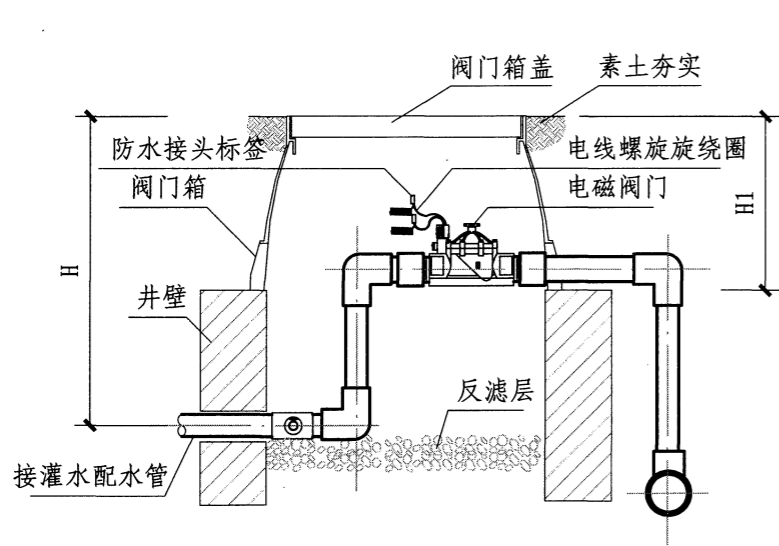 阀门箱盖
素土夯实
防水接头标签
电线螺旋旋绕圈
阀门箱
电磁阀门
H1
H
井壁
反滤层
接灌水配水管